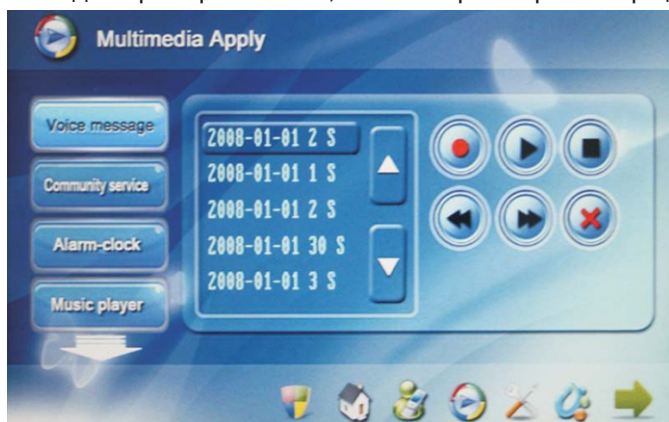 Multimedia Apply
Voice message
Community service
Alarm-clock
Music player
2008-01-01 2 S
2008-01-01 1 S
2008-01-01 2 S
2008-01-01 30 S
2008-01-01 3 S